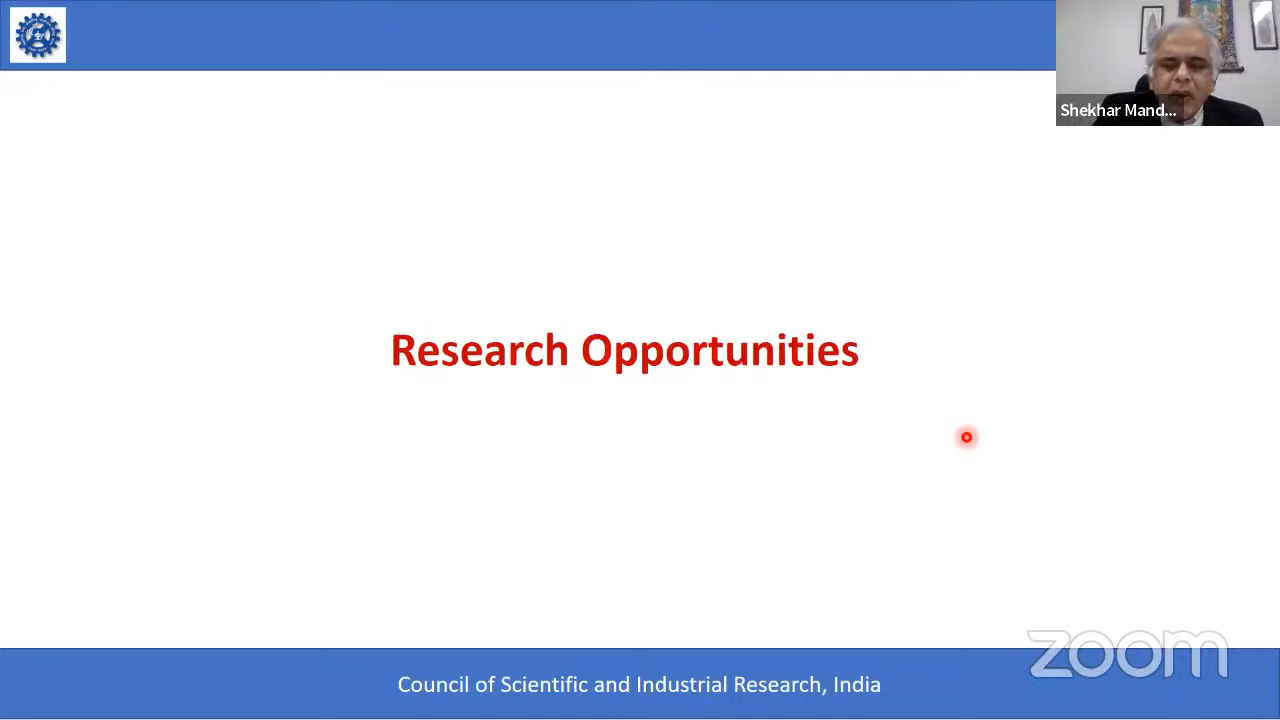 Shekhar Mand...
Research Opportunities
zoom
Council of Scientific and Industrial Research, India